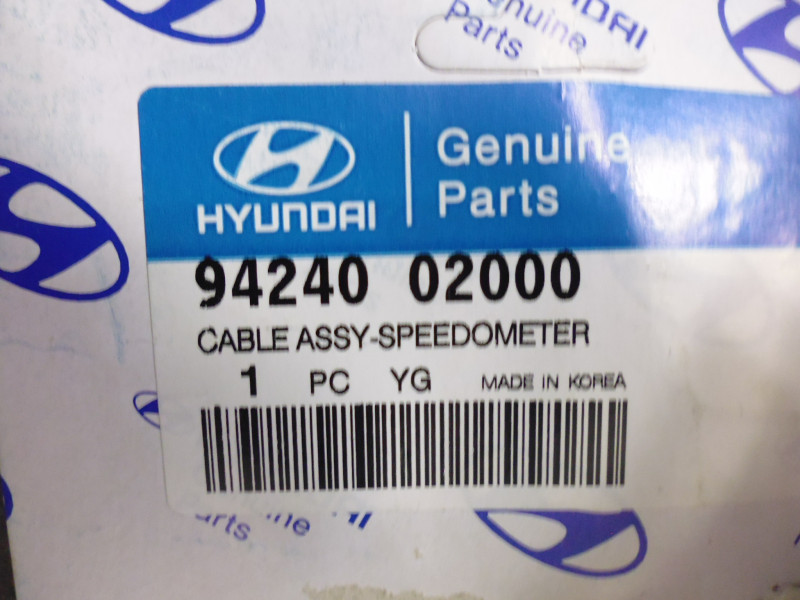 Genuine
Parts
HYUNDAI
Genuine
Parts
94240 02000
CABLE ASSY-SPEEDOMETER
1 PC YG MADE IN KOREA